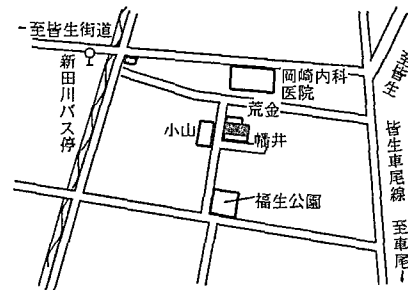 至皆生街道
新田川バス停
岡崎内科
医院
荒金
小山
幡井
福生公園
至皆生
皆生車尾線
至車尾